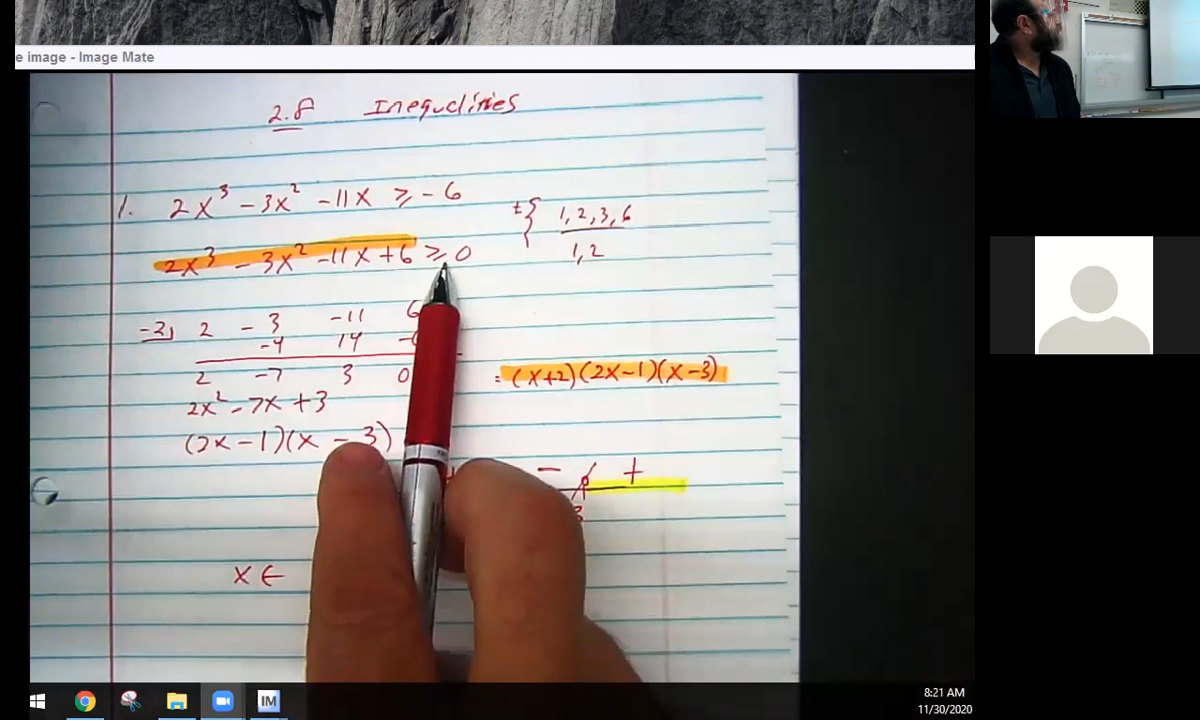 e image - Image Mate
2.8 Inequalities
1. 2x³ - 3x² - 11x ≥ - 6
± { 1, 2, 3, 6
1, 2
2x³ - 3x² - 11x + 6 ≥ 0
-2, 2 - 3 -11 6
-4 14
2 -7 3 0
= (x+2)(2x-1)(x-3)
2x² - 7x + 3
(2x - 1)(x - 3)
- +
3
x ∈
IM
8:21 AM
11/30/2020